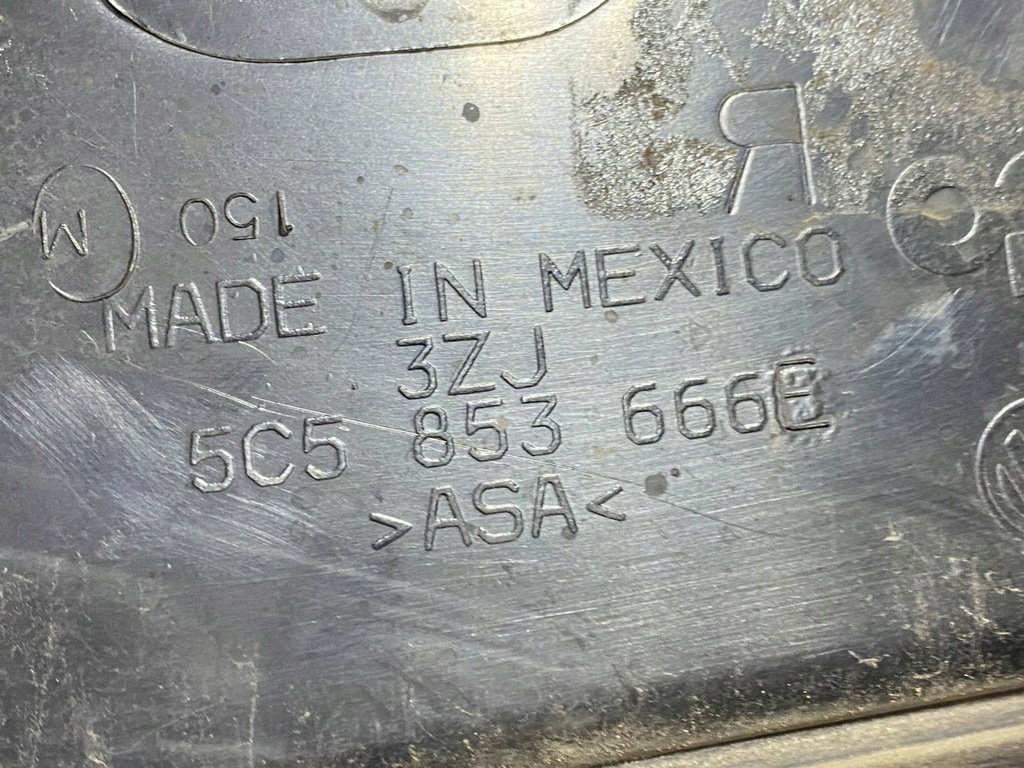 R
M
150
MADE IN MEXICO
3ZJ
5C5 853 666E
>ASA<